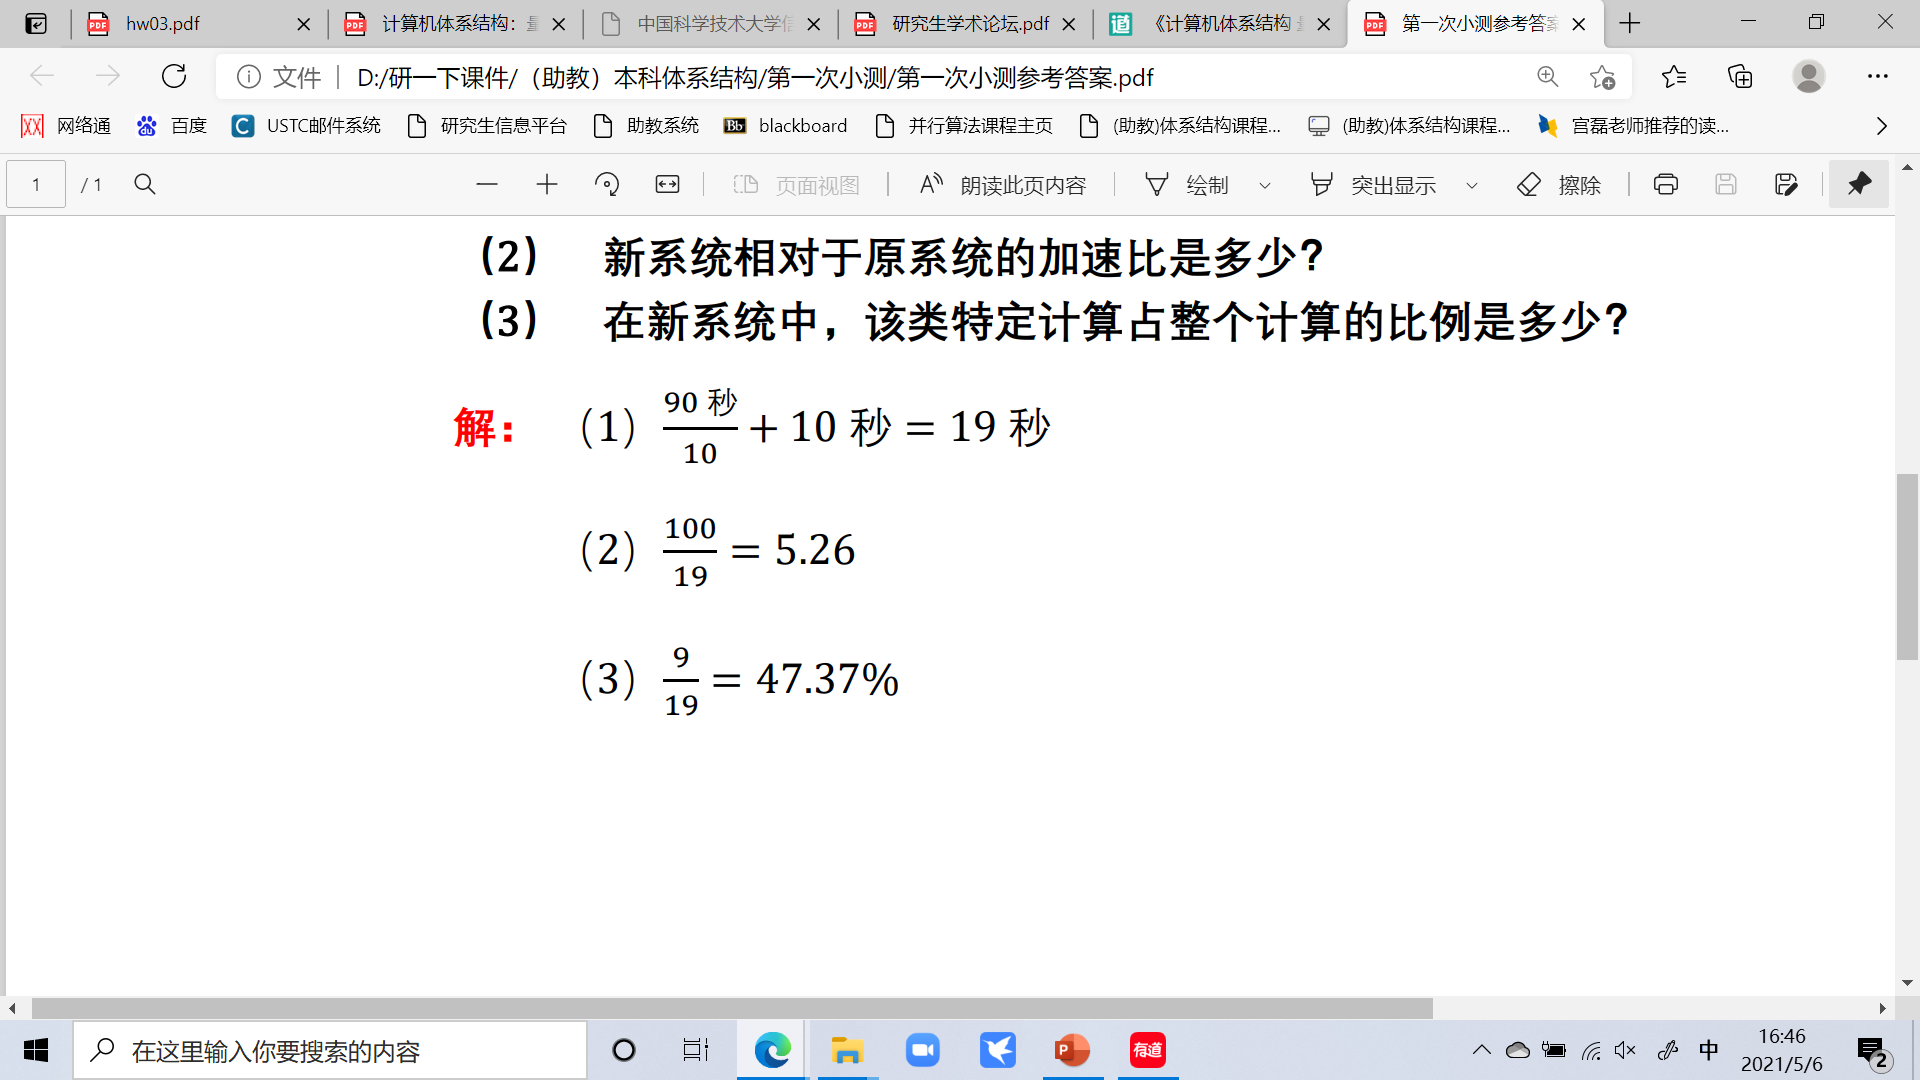 hw03.pdf
计算机体系结构：量
中国科学技术大学信
研究生学术论坛.pdf
《计算机体系结构 量
第一次小测参考答案
文件
D:/研一下课件/（助教）本科体系结构/第一次小测/第一次小测参考答案.pdf
网络通
百度
USTC邮件系统
研究生信息平台
助教系统
Bb
blackboard
并行算法课程主页
(助教)体系结构课程...
(助教)体系结构课程...
宫磊老师推荐的读...
1
/ 1
页面视图
朗读此页内容
绘制
突出显示
擦除
（2） 新系统相对于原系统的加速比是多少？
（3） 在新系统中，该类特定计算占整个计算的比例是多少？
解：（1）90 秒/10 + 10 秒 = 19 秒
（2）100/19 = 5.26
（3）9/19 = 47.37%
在这里输入你要搜索的内容
有道
中
16:46
2021/5/6
2